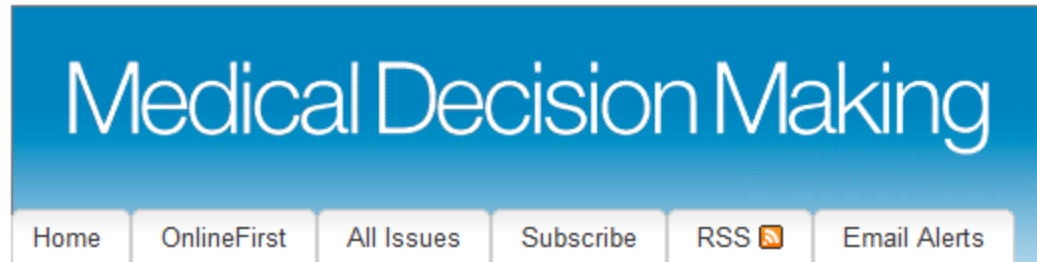 Medical Decision Making
Home OnlineFirst All Issues Subscribe RSS Email Alerts